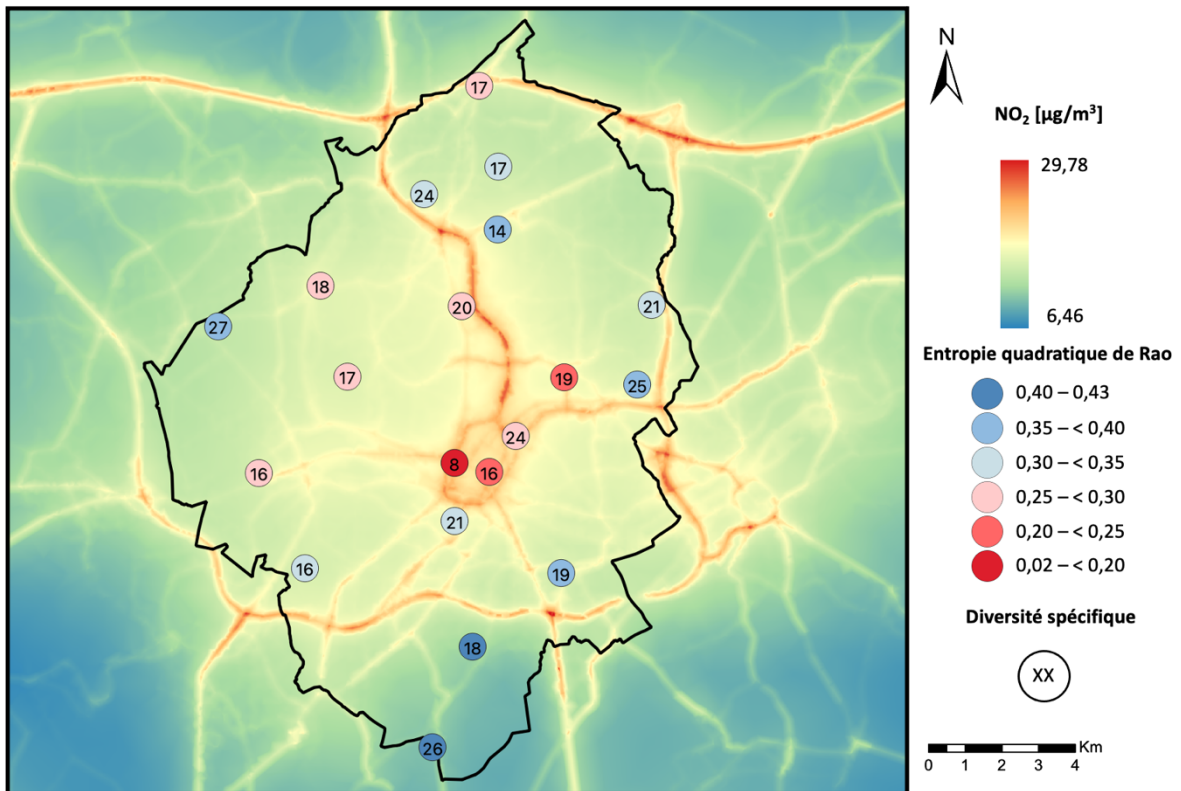 17
17
24
14
18
20
21
27
17
19
25
24
8
16
16
21
16
19
18
26
N
NO₂ [µg/m³]
29,78
6,46
Entropie quadratique de Rao
0,40 – 0,43
0,35 – < 0,40
0,30 – < 0,35
0,25 – < 0,30
0,20 – < 0,25
0,02 – < 0,20
Diversité spécifique
XX
Km
0 1 2 3 4